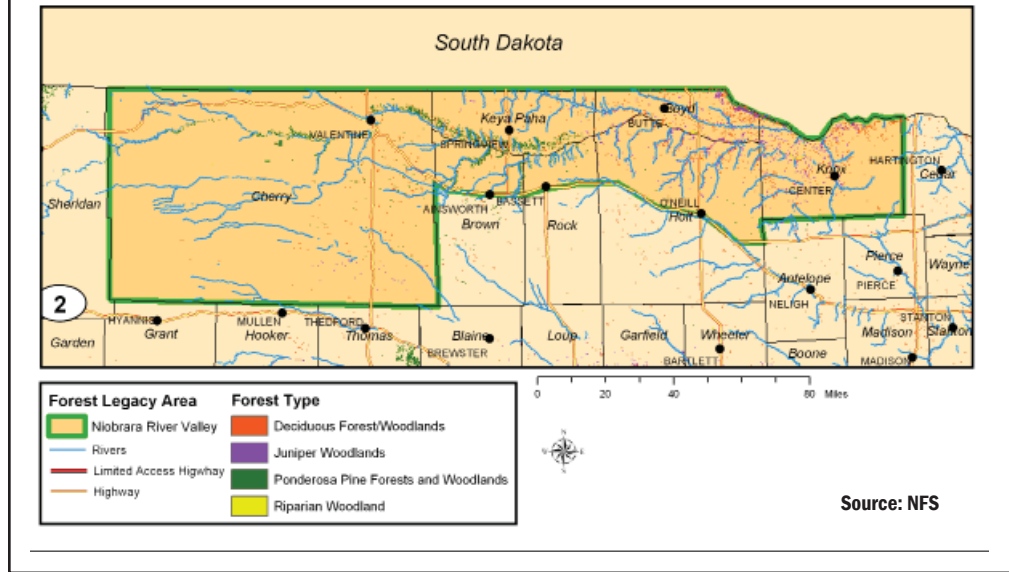 South Dakota
Boyd
Keya Paha
BUTTE
VALENTINE
SPRINGVIEW
HARTINGTON
Knox
Cedar
CENTER
Sheridan
Cherry
AINSWORTH
BASSETT
O'NEILL
Holt
Brown
Rock
Pierce
Wayne
Antelope
PIERCE
2
NELIGH
HYANNIS
MULLEN
THEDFORD
STANTON
Garden
Grant
Hooker
Thomas
Blaine
Loup
Garfield
Wheeler
Madison
Stanton
BREWSTER
BARTLETT
Boone
MADISON
0 20 40 80 Miles
Forest Legacy Area
Niobrara River Valley
Rivers
Limited Access Higwhay
Highway
Forest Type
Deciduous Forest/Woodlands
Juniper Woodlands
Ponderosa Pine Forests and Woodlands
Riparian Woodland
N
W E
S
Source: NFS